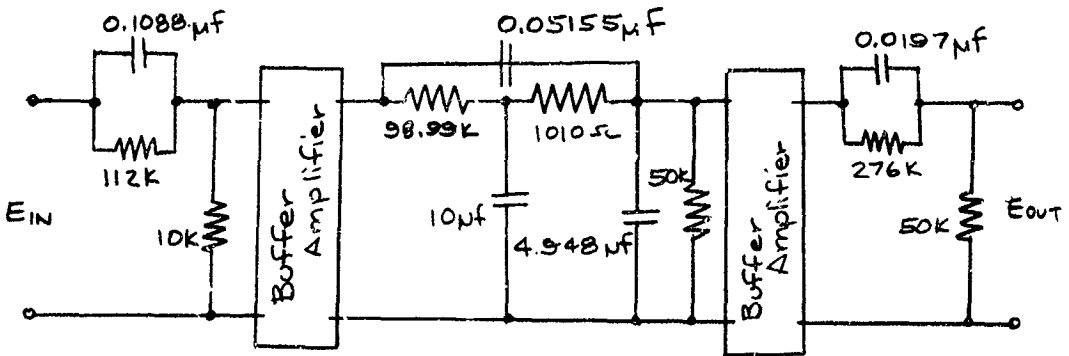 0.1088 μf
112K
10K
EIN
Buffer Amplifier
0.05155 μF
98.99K
1010Ω
10μf
4.948μf
50K
Buffer Amplifier
0.0197 μf
276K
50K
EOUT